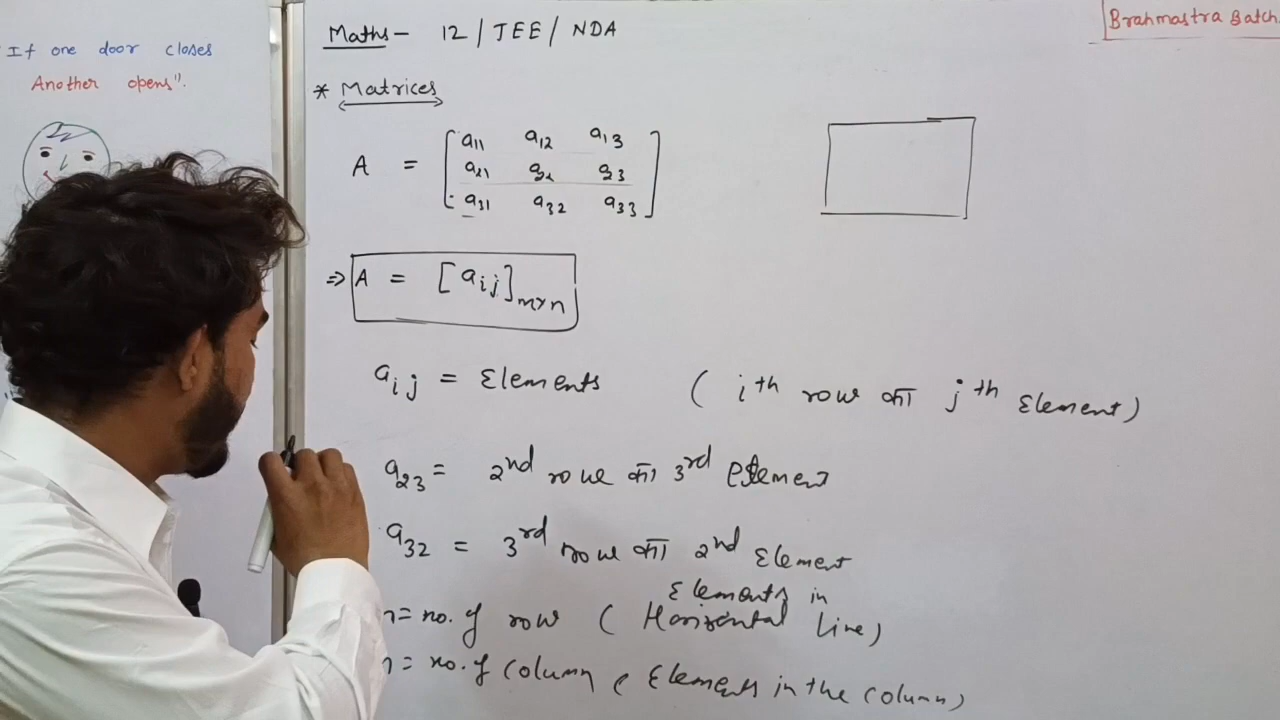 "If one door closes
Another opens".
Maths - 12 / JEE / NDA
Brahmastra Batch
* Matrices
A = [a11 a12 a13
a21 a22 a23
a31 a32 a33]
⇒ A = [aij]m×n
aij = Elements ( ith row का jth Element)
a23 = 2nd row का 3rd Element
a32 = 3rd row का 2nd Element
Elements in
= no. of row ( Horizontal Line)
= no. of column ( Elements in the column)